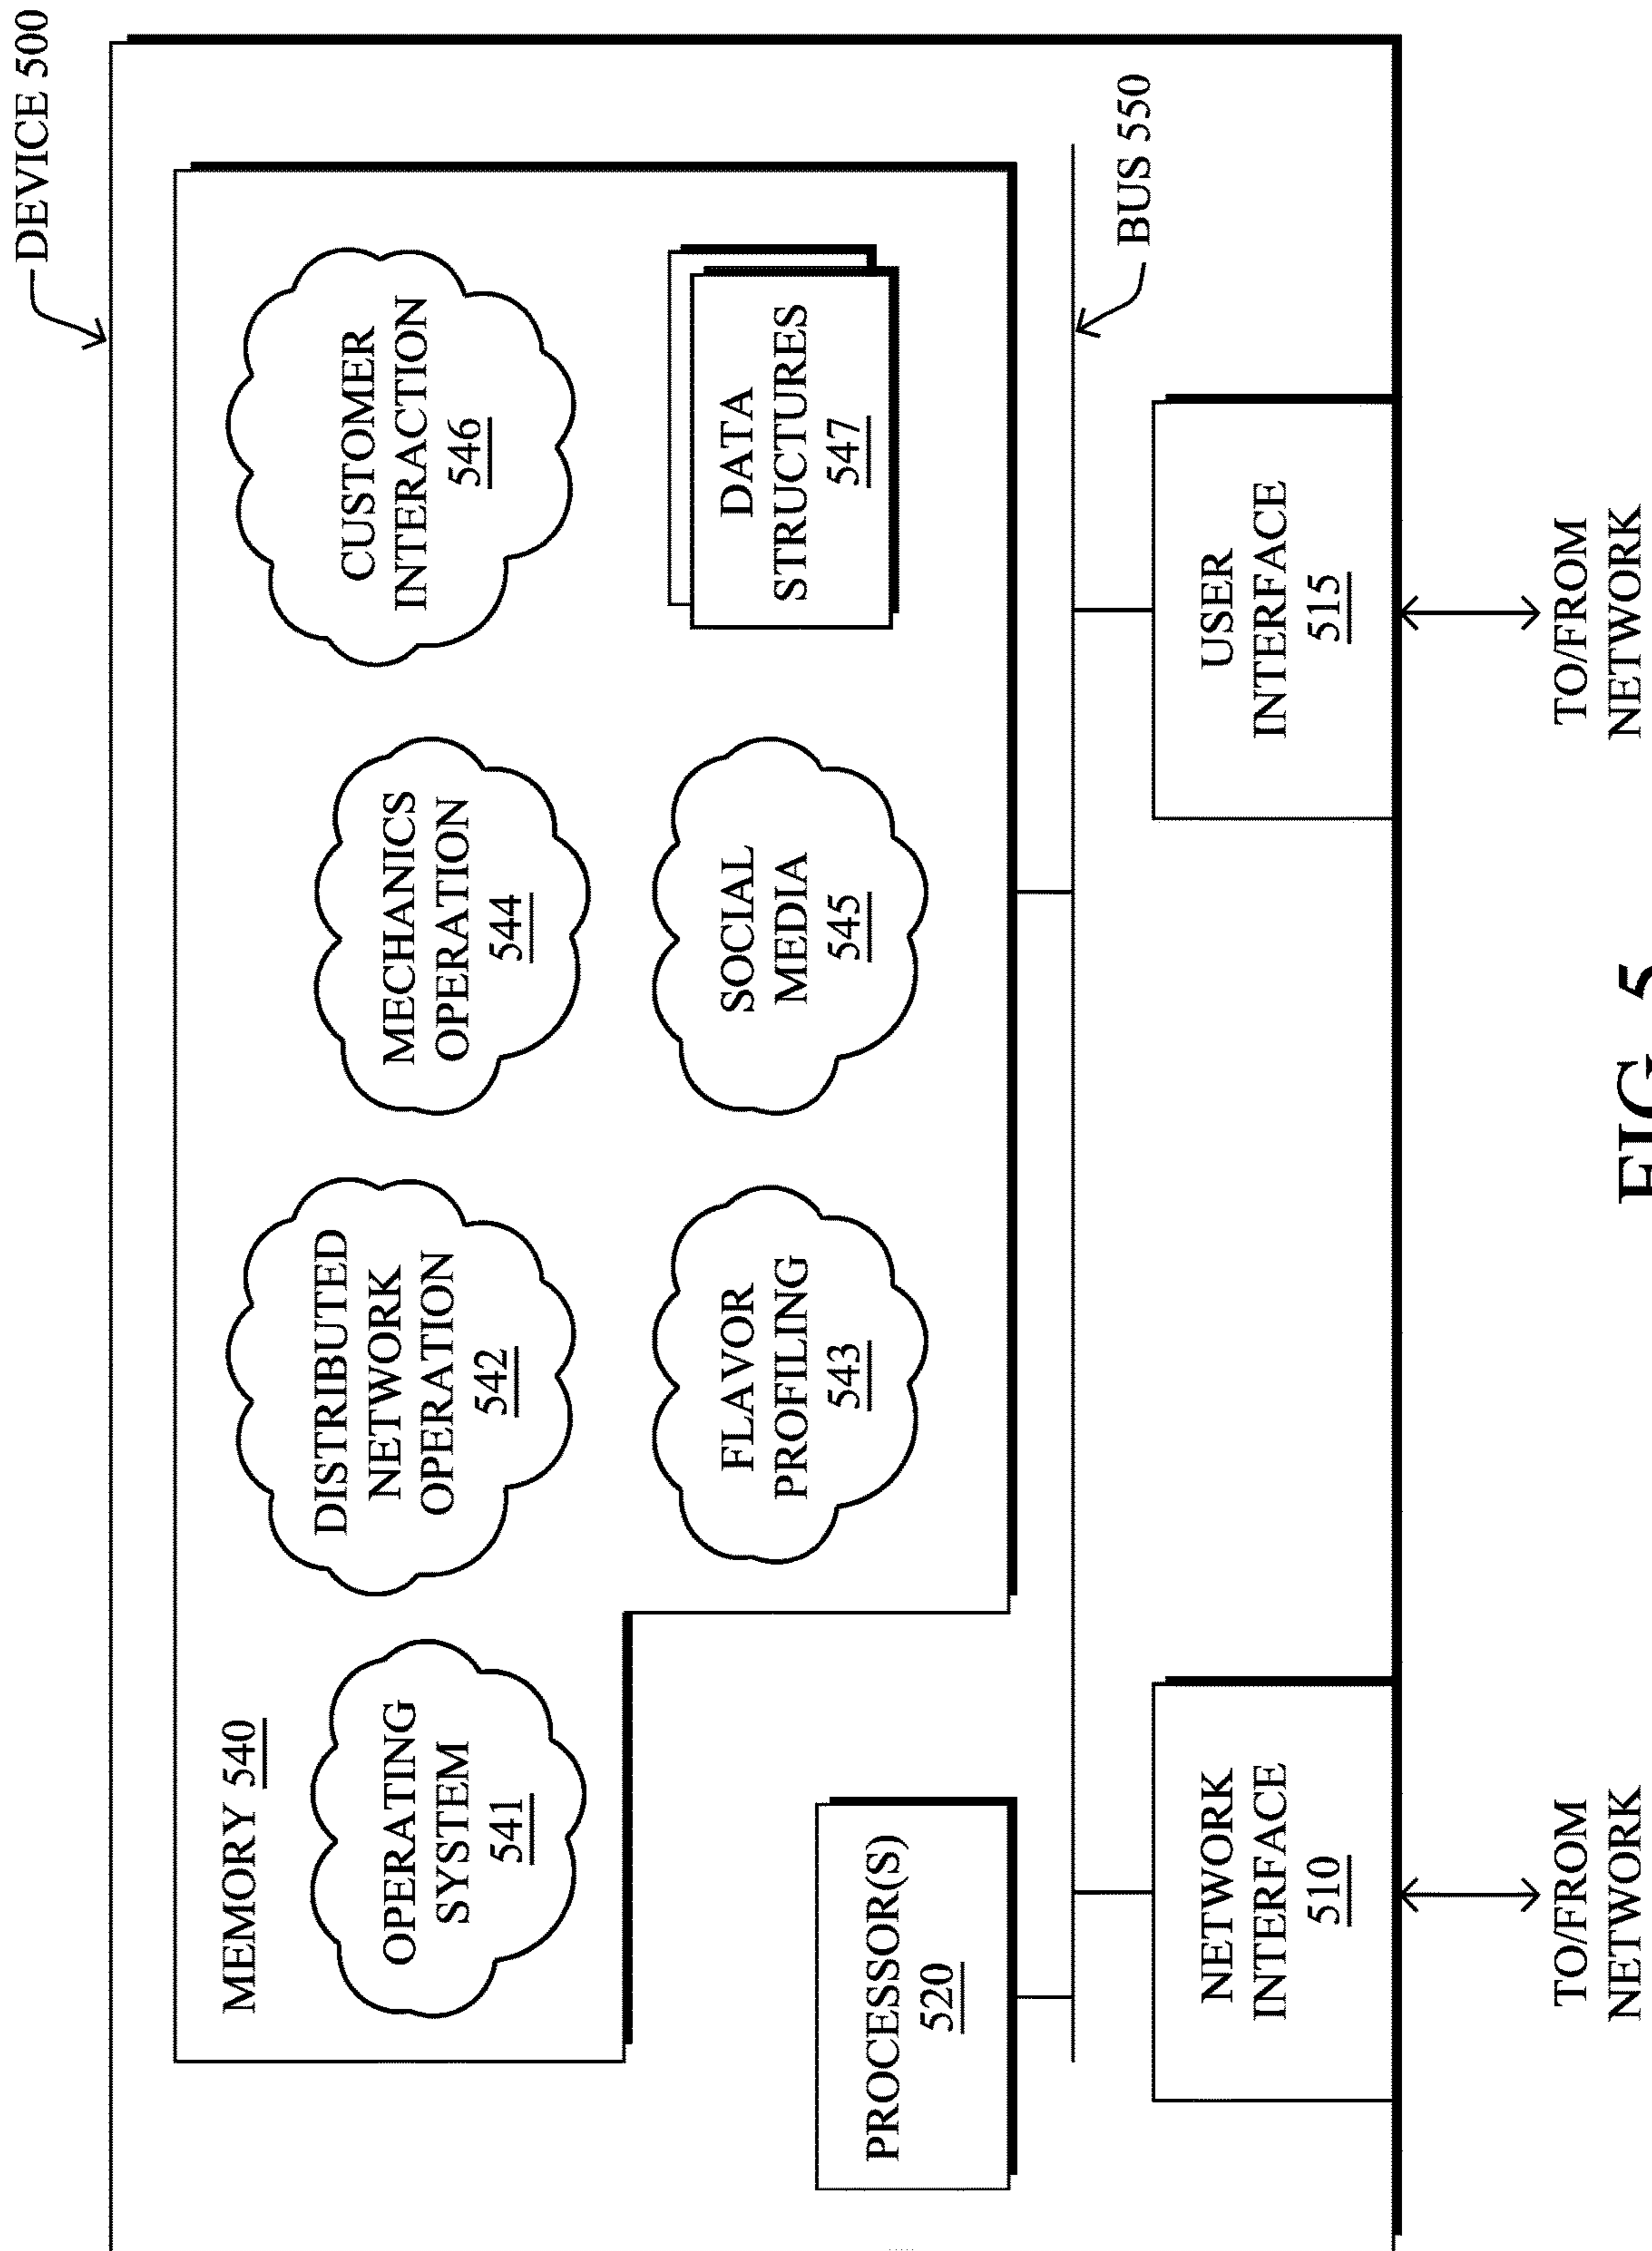 DEVICE 500
MEMORY 540
OPERATING
SYSTEM
541
DISTRIBUTED
NETWORK
OPERATION
542
MECHANICS
OPERATION
544
CUSTOMER
INTERACTION
546
FLAVOR
PROFILING
543
SOCIAL
MEDIA
545
DATA
STRUCTURES
547
PROCESSOR(S)
520
BUS 550
NETWORK
INTERFACE
510
USER
INTERFACE
515
TO/FROM
NETWORK
TO/FROM
NETWORK
FIG. 5